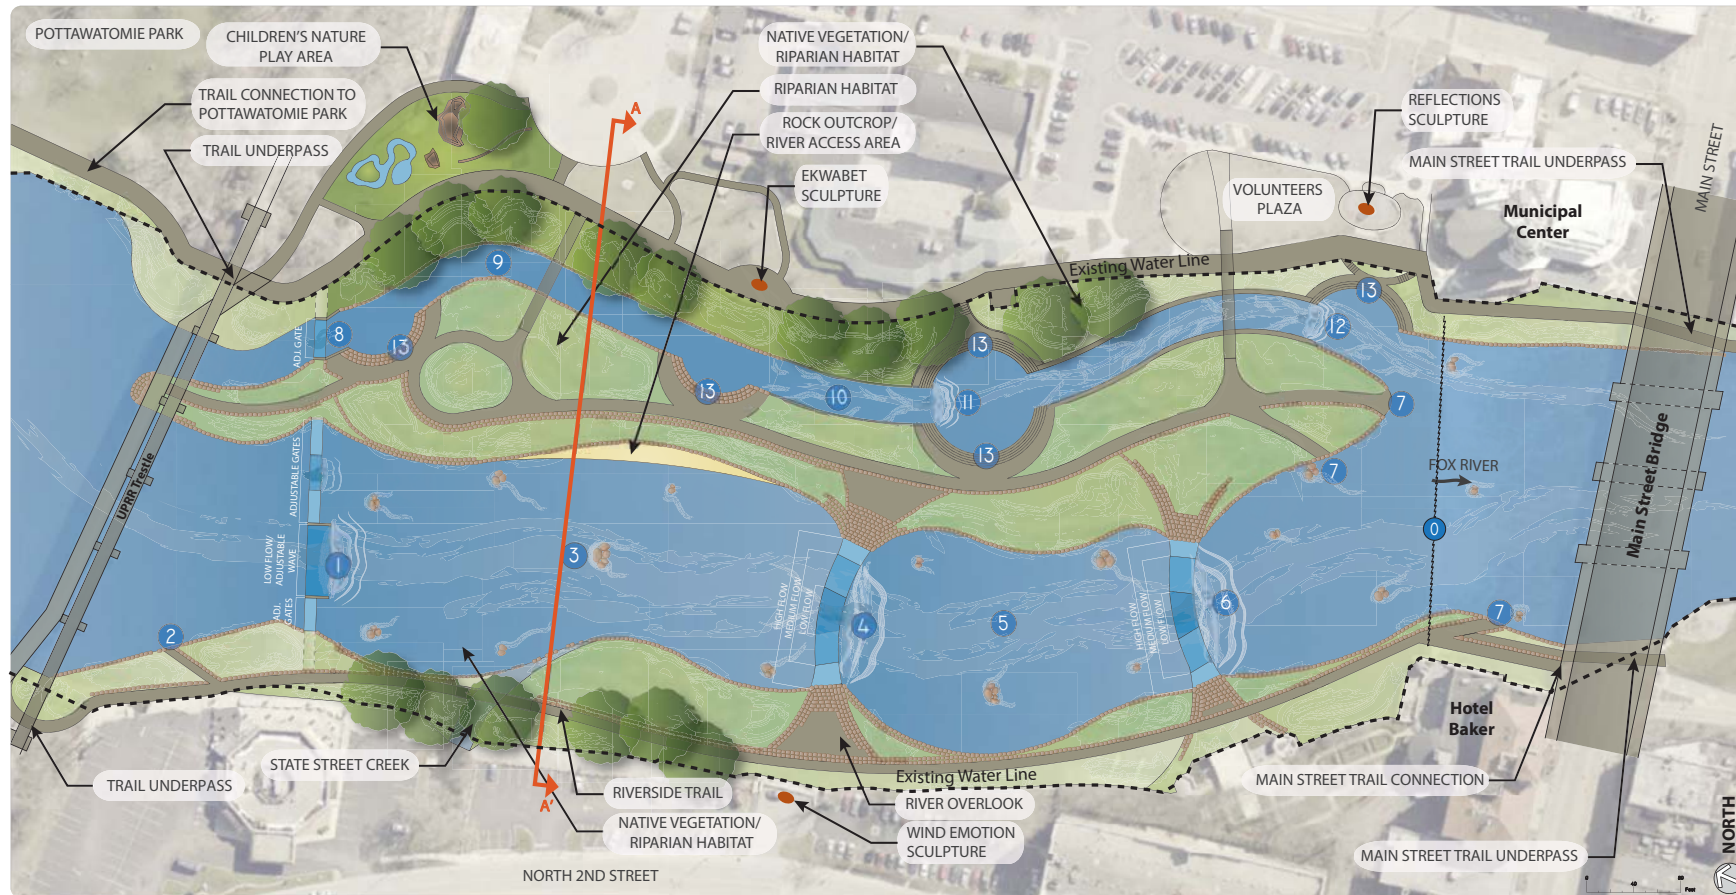 POTTAWATOMIE PARK
CHILDREN'S NATURE
PLAY AREA
NATIVE VEGETATION/
RIPARIAN HABITAT
TRAIL CONNECTION TO
POTTAWATOMIE PARK
RIPARIAN HABITAT
ROCK OUTCROP/
RIVER ACCESS AREA
REFLECTIONS
SCULPTURE
MAIN STREET
TRAIL UNDERPASS
MAIN STREET TRAIL UNDERPASS
EKWABET
SCULPTURE
VOLUNTEERS
PLAZA
Municipal
Center
A
Existing Water Line
9
13
8
13
ADJ. GATE
12
13
13
10
11
7
13
7
FOX RIVER
0
UPRR Trestle
Main Street Bridge
ADJUSTABLE GATES
LOW FLOW/
ADJUSTABLE
WAVE
ADJ.
GATES
1
3
2
HIGH FLOW
MEDIUM FLOW
LOW FLOW
4
5
HIGH FLOW
MEDIUM FLOW
LOW FLOW
6
7
Hotel
Baker
STATE STREET CREEK
TRAIL UNDERPASS
A'
RIVERSIDE TRAIL
NATIVE VEGETATION/
RIPARIAN HABITAT
Existing Water Line
RIVER OVERLOOK
WIND EMOTION
SCULPTURE
MAIN STREET TRAIL CONNECTION
MAIN STREET TRAIL UNDERPASS
NORTH 2ND STREET
NORTH
0
Feet